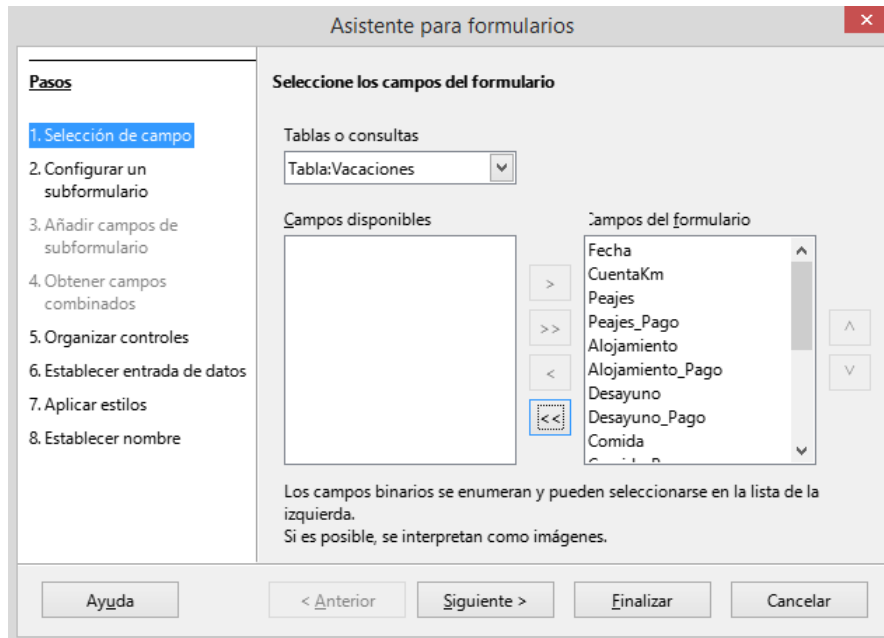 Asistente para formularios
Pasos
1. Selección de campo
2. Configurar un
subformulario
3. Añadir campos de
subformulario
4. Obtener campos
combinados
5. Organizar controles
6. Establecer entrada de datos
7. Aplicar estilos
8. Establecer nombre
Seleccione los campos del formulario
Tablas o consultas
Tabla:Vacaciones
Campos disponibles
Campos del formulario
Fecha
CuentaKm
Peajes
Peajes_Pago
Alojamiento
Alojamiento_Pago
Desayuno
Desayuno_Pago
Comida
>
>>
<
<<
Los campos binarios se enumeran y pueden seleccionarse en la lista de la
izquierda.
Si es posible, se interpretan como imágenes.
Ayuda
< Anterior
Siguiente >
Finalizar
Cancelar